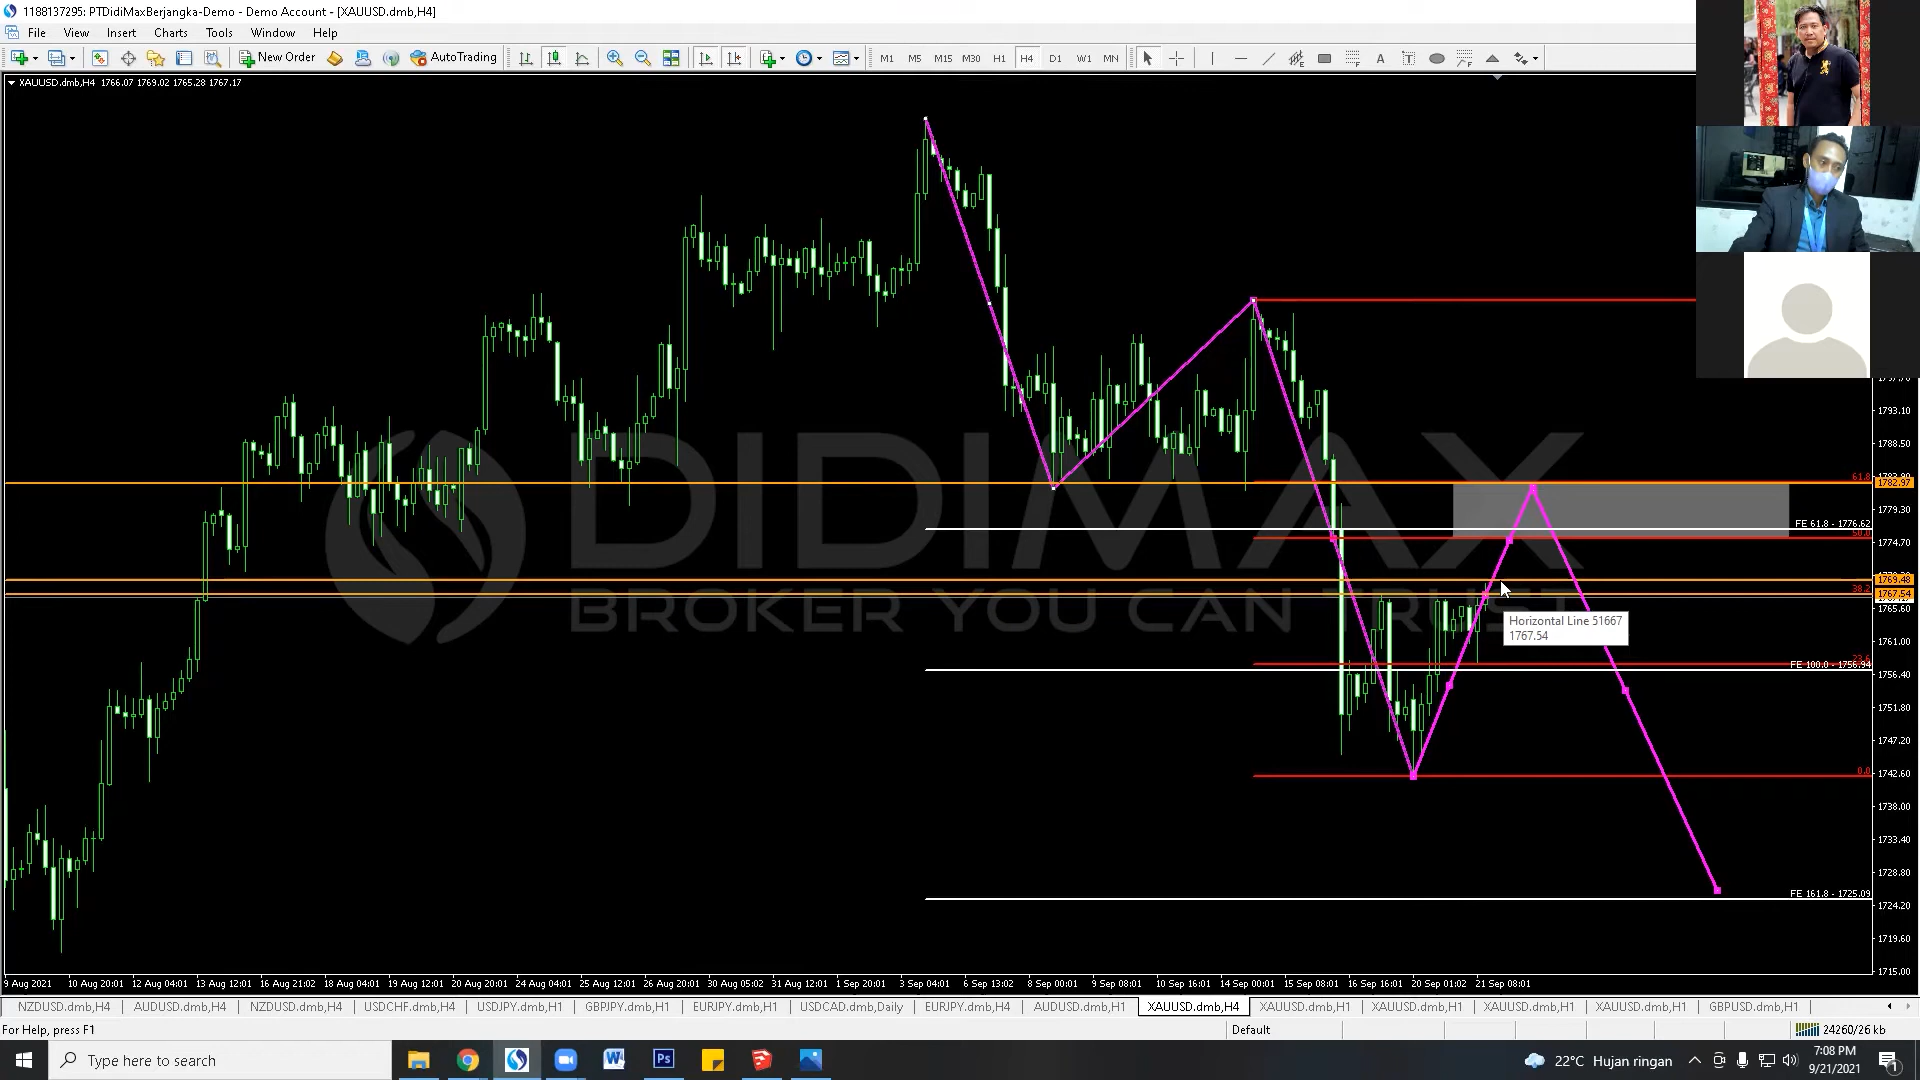 1188137295: PTDidiMaxBerjangka-Demo - Demo Account - [XAUUSD.dmb,H4]
File View Insert Charts Tools Window Help
New Order AutoTrading M1 M5 M15 M30 H1 H4 D1 W1 MN A T
XAUUSD.dmb,H4 1766.07 1769.02 1765.28 1767.17
1793.10
1788.50
61.8
1782.97
1779.30
FE 61.8 - 1776.62
50.0
1774.70
1769.48
38.2
1767.54
1765.60
Horizontal Line 51667
1767.54
1761.00
FE 100.0 - 1756.94
1756.40
1751.80
1747.20
0.0
1742.60
1738.00
1733.40
1728.80
FE 161.8 - 1725.09
1724.20
1719.60
1715.00
DIDIMAX
BROKER YOU CAN TRUST
9 Aug 2021 10 Aug 20:01 12 Aug 04:01 13 Aug 12:01 16 Aug 21:02 18 Aug 04:01 19 Aug 12:01 20 Aug 20:01 24 Aug 04:01 25 Aug 12:01 26 Aug 20:01 30 Aug 05:02 31 Aug 12:01 1 Sep 20:01 3 Sep 04:01 6 Sep 13:02 8 Sep 01:01 9 Sep 08:01 10 Sep 16:01 14 Sep 00:01 15 Sep 08:01 16 Sep 16:01 20 Sep 01:02 21 Sep 08:01
NZDUSD.dmb,H4 AUDUSD.dmb,H4 NZDUSD.dmb,H4 USDCHF.dmb,H4 USDJPY.dmb,H1 GBPJPY.dmb,H1 EURJPY.dmb,H1 USDCAD.dmb,Daily EURJPY.dmb,H4 AUDUSD.dmb,H1 XAUUSD.dmb,H4 XAUUSD.dmb,H1 XAUUSD.dmb,H1 XAUUSD.dmb,H1 XAUUSD.dmb,H1 GBPUSD.dmb,H1
For Help, press F1 Default 24260/26 kb
Type here to search 22°C Hujan ringan 7:08 PM
9/21/2021